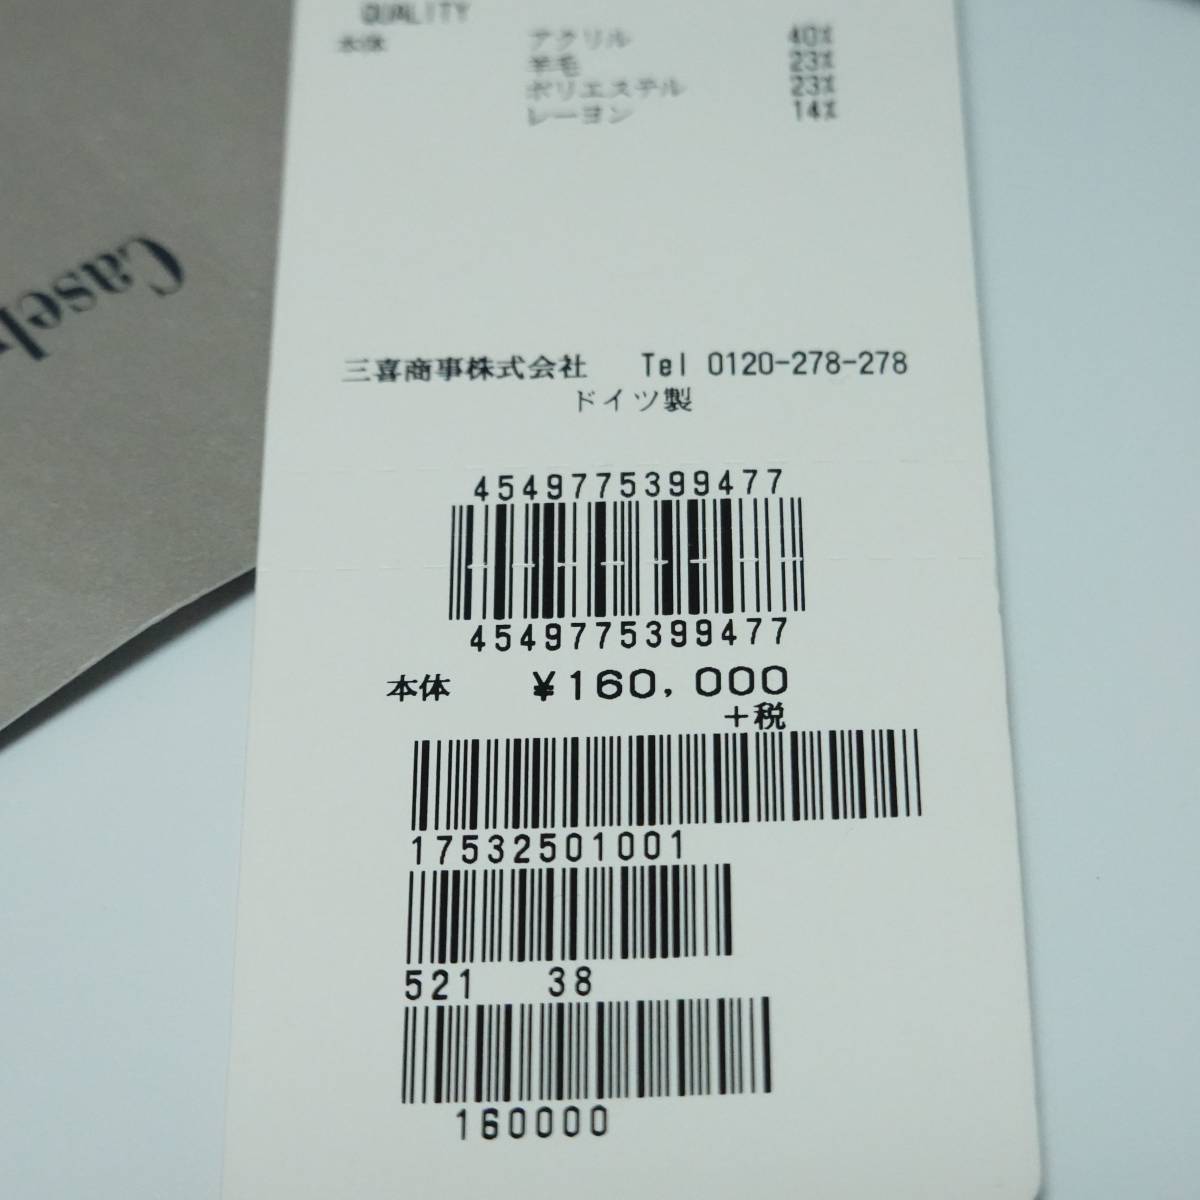 QUALITY
本体 アクリル 40%
羊毛 23%
ポリエステル 23%
レーヨン 14%
三喜商事株式会社 Tel 0120-278-278
ドイツ製
4549775399477
4549775399477
本体 ¥160,000
+税
17532501001
521 38
160000